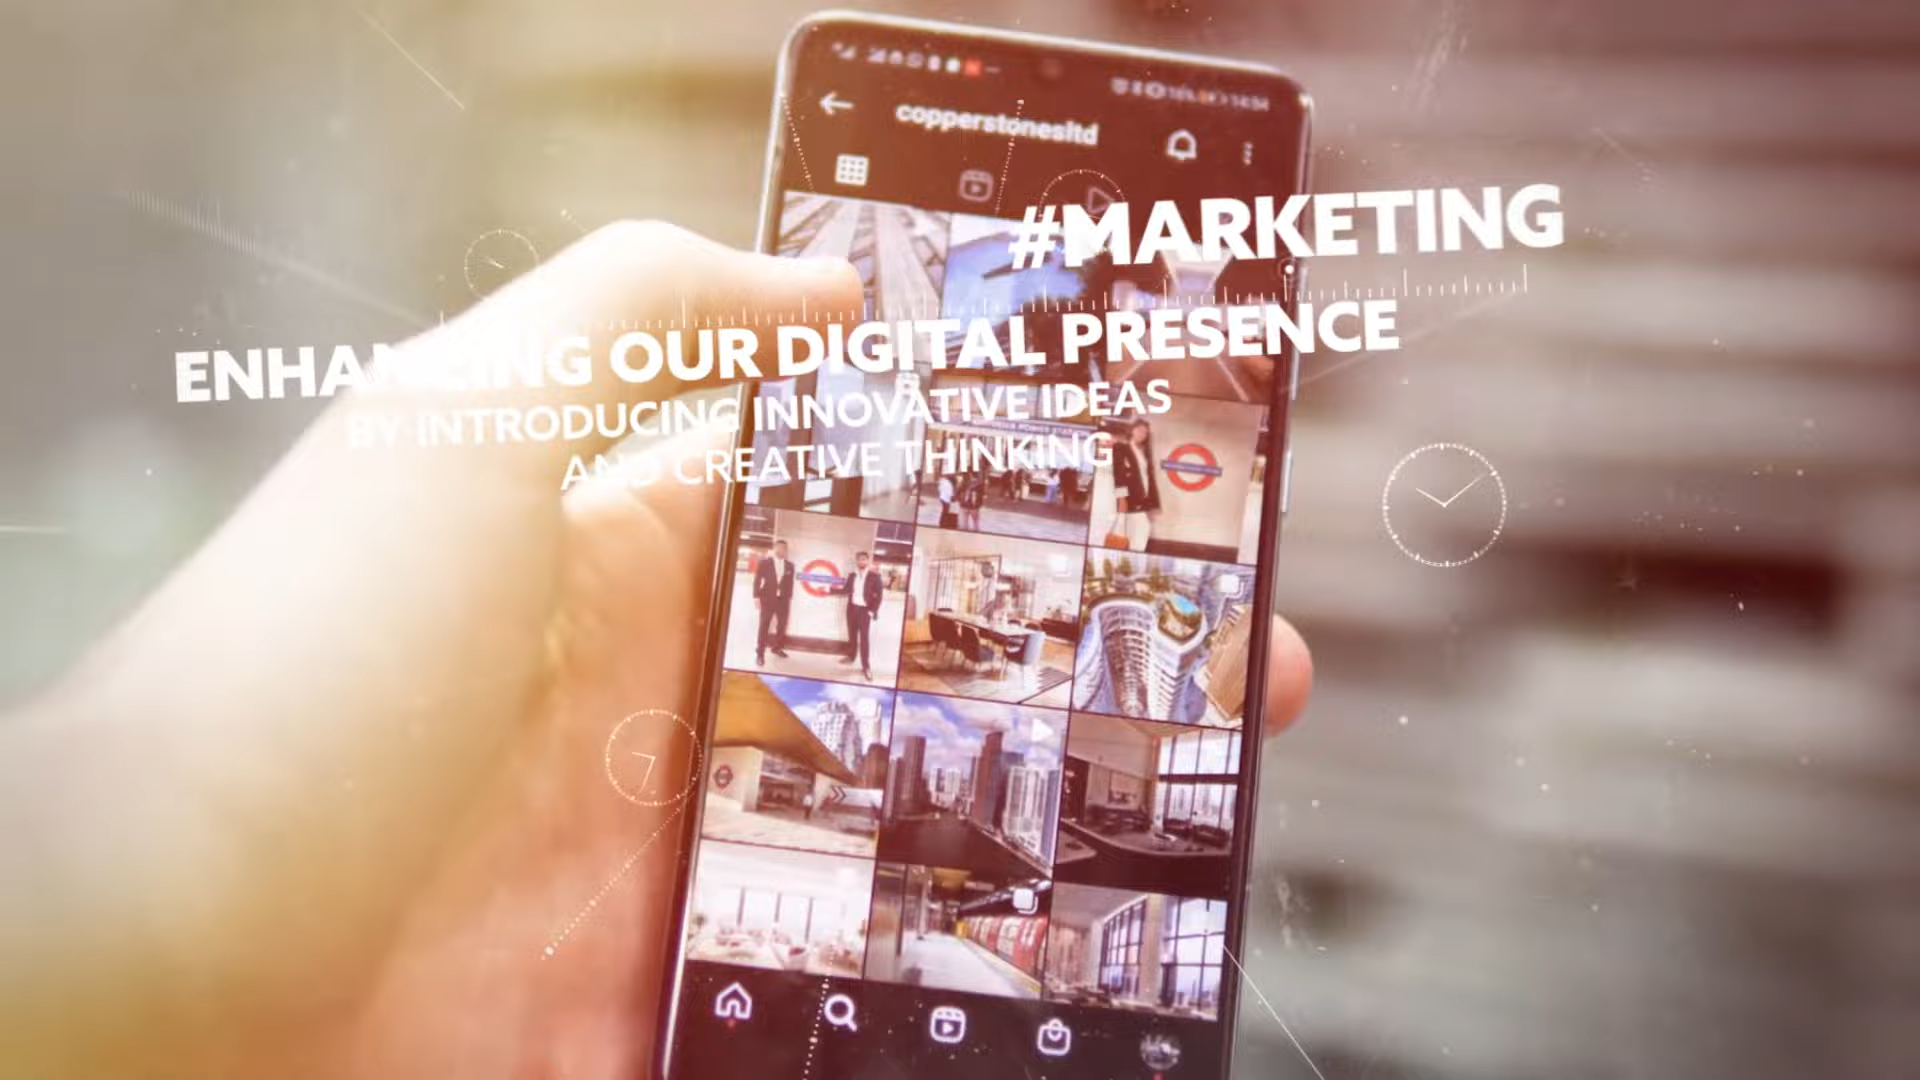 copperstonesltd
#MARKETING
ENHANCING OUR DIGITAL PRESENCE
BY INTRODUCING INNOVATIVE IDEAS
AND CREATIVE THINKING